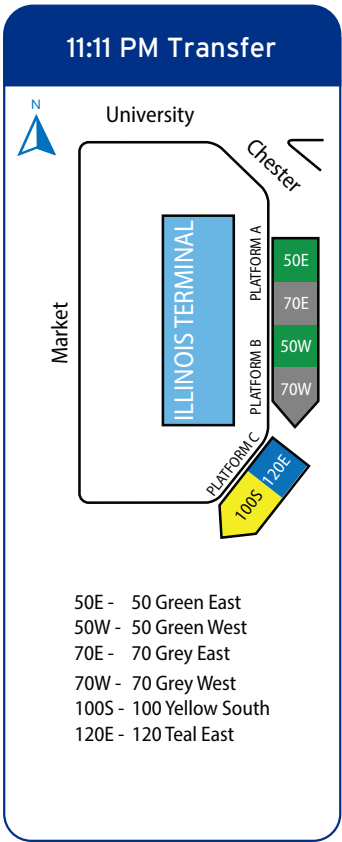 11:11 PM Transfer
N
University
Chester
Market
ILLINOIS TERMINAL
PLATFORM A
PLATFORM B
PLATFORM C
50E
70E
50W
70W
120E
100S
50E - 50 Green East
50W - 50 Green West
70E - 70 Grey East
70W - 70 Grey West
100S - 100 Yellow South
120E - 120 Teal East